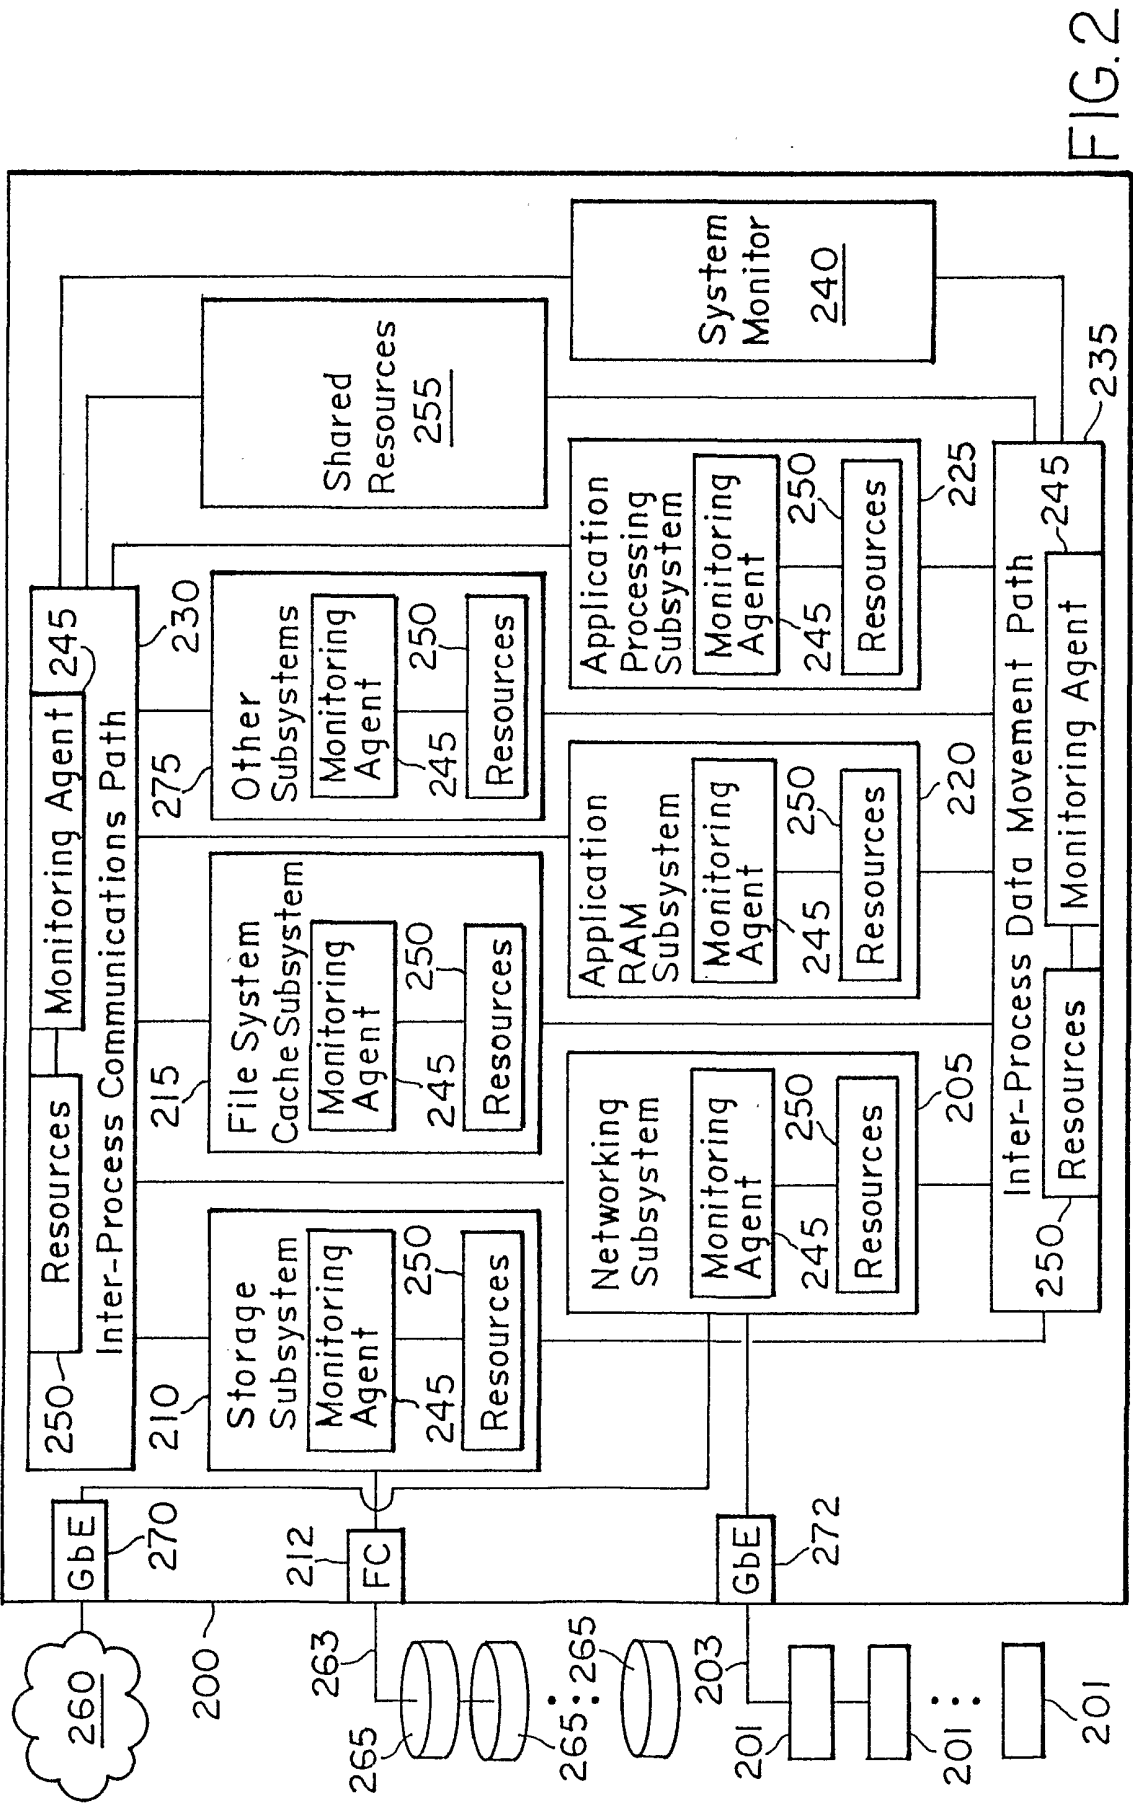 260
GbE
270
200
250
Resources
Monitoring Agent
245
Inter-Process Communications Path
230
FC
212
263
265
265
265
210
Storage
Subsystem
Monitoring
Agent
245
250
Resources
215
File System
Cache Subsystem
Monitoring
Agent
245
250
Resources
275
Other
Subsystems
Monitoring
Agent
245
250
Resources
Shared
Resources
255
System
Monitor
240
GbE
272
203
201
201
201
Networking
Subsystem
Monitoring
Agent
245
250
Resources
205
Application
RAM
Subsystem
Monitoring
Agent
245
250
Resources
220
Application
Processing
Subsystem
Monitoring
Agent
245
250
Resources
225
Inter-Process Data Movement Path
235
250
Resources
Monitoring Agent
245
FIG.2